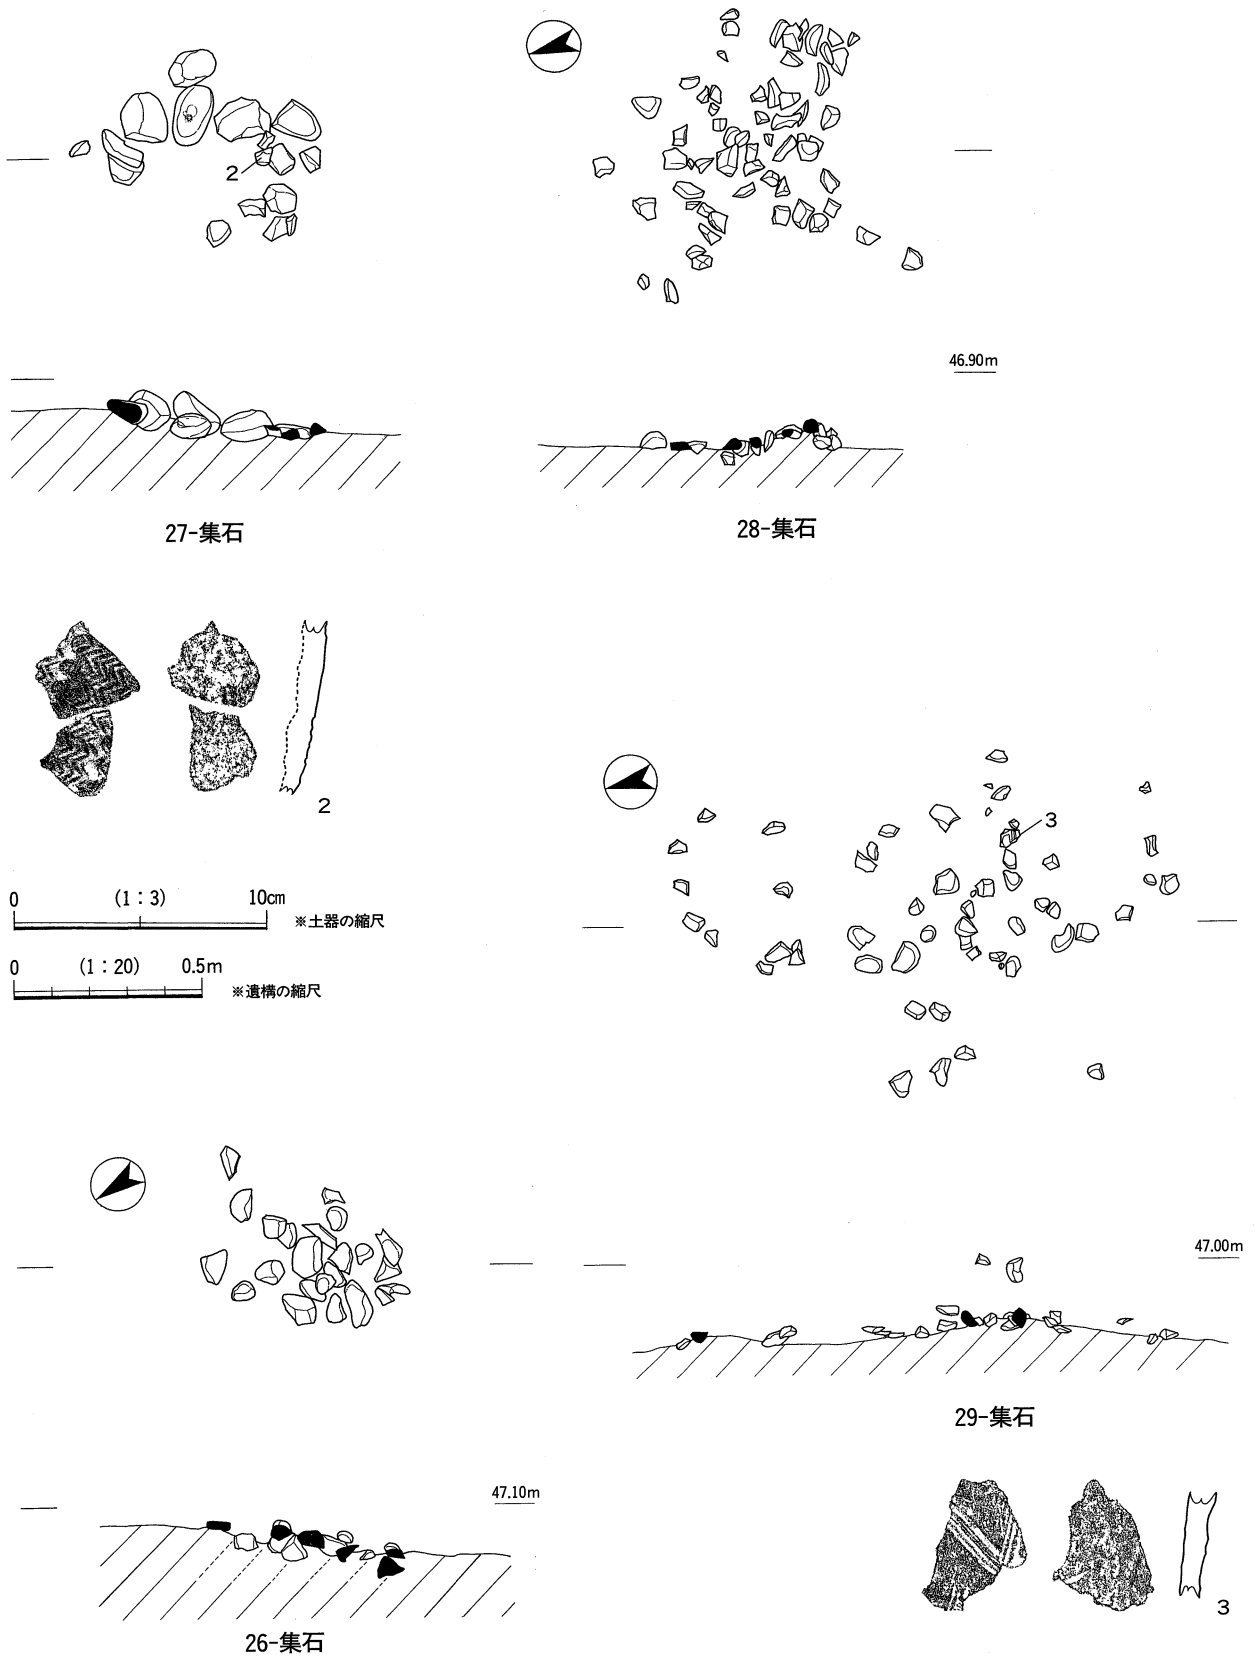 2
46.90m
27-集石
28-集石
2
3
0 (1:3) 10cm
※土器の縮尺
0 (1:20) 0.5m
※遺構の縮尺
47.00m
29-集石
47.10m
26-集石
3